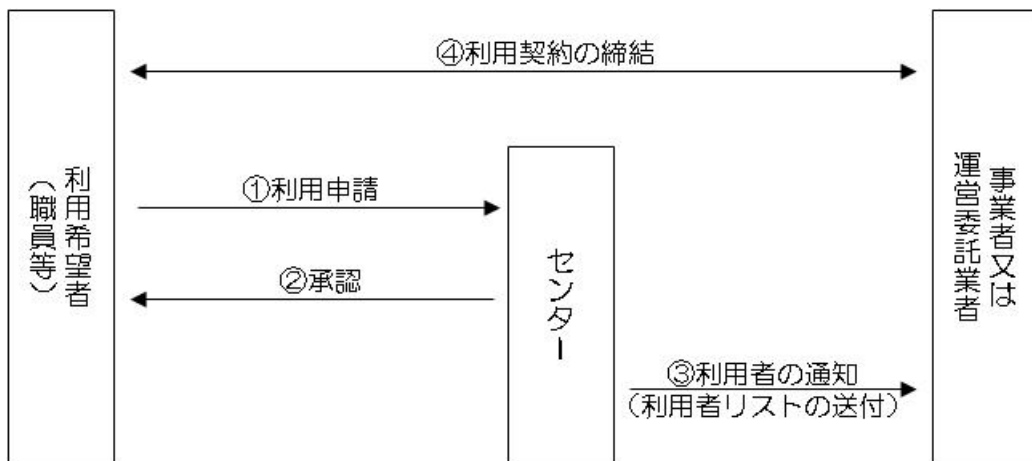 ④利用契約の締結
利用希望者
（職員等）
①利用申請
②承認
センター
③利用者の通知
（利用者リストの送付）
事業者又は
運営委託業者